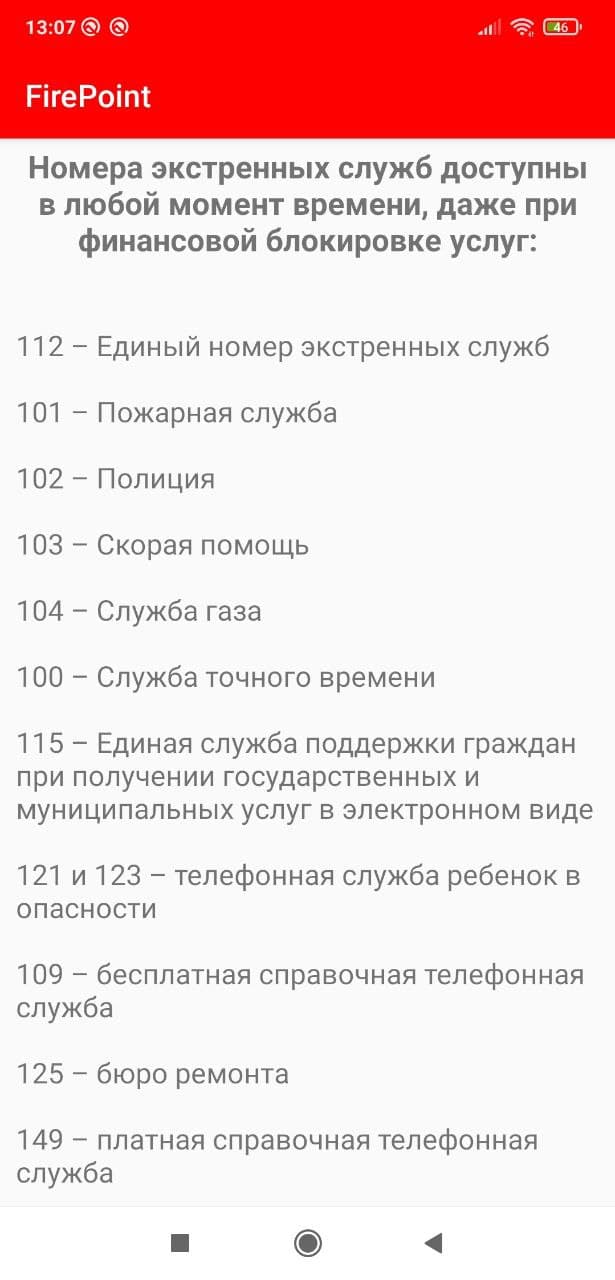 13:07
46
FirePoint
Номера экстренных служб доступны
в любой момент времени, даже при
финансовой блокировке услуг:
112 – Единый номер экстренных служб
101 – Пожарная служба
102 – Полиция
103 – Скорая помощь
104 – Служба газа
100 – Служба точного времени
115 – Единая служба поддержки граждан
при получении государственных и
муниципальных услуг в электронном виде
121 и 123 – телефонная служба ребенок в
опасности
109 – бесплатная справочная телефонная
служба
125 – бюро ремонта
149 – платная справочная телефонная
служба